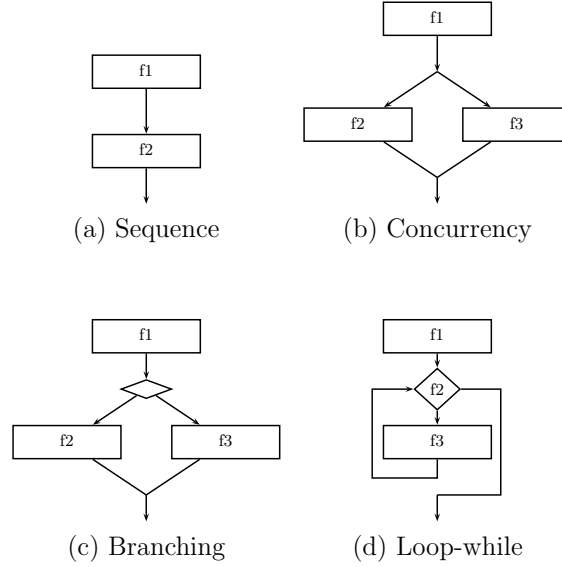 f1
f2
(a) Sequence
f1
f2
f3
(b) Concurrency
f1
f2
f3
(c) Branching
f1
f2
f3
(d) Loop-while